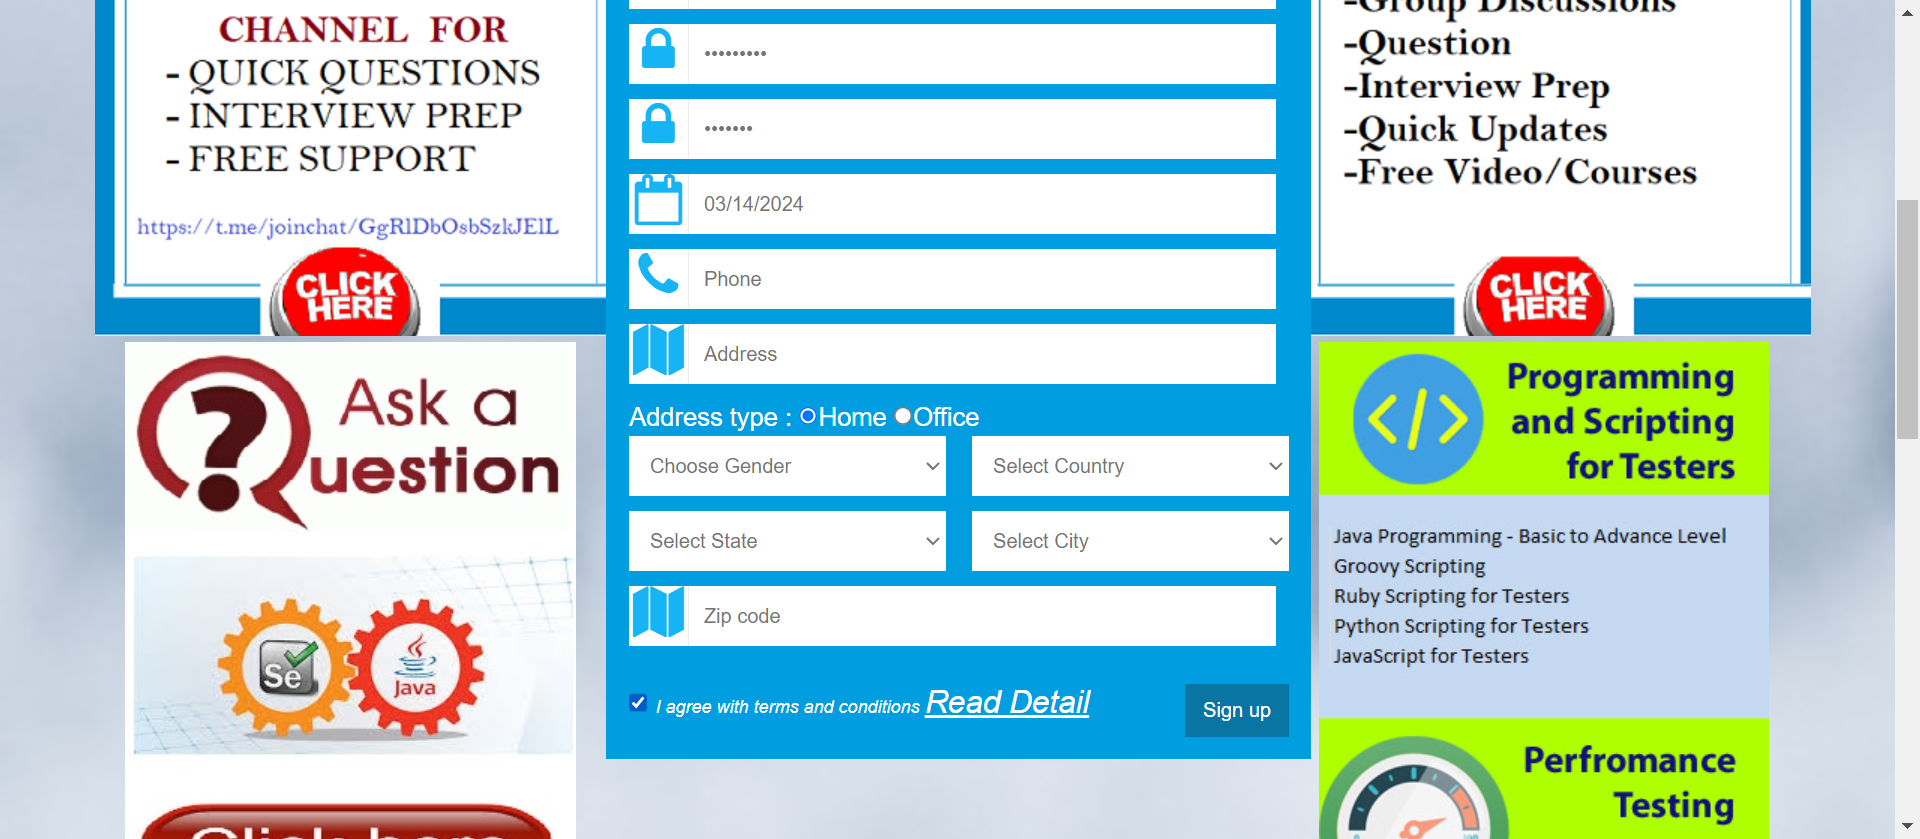 CHANNEL FOR
- QUICK QUESTIONS
- INTERVIEW PREP
- FREE SUPPORT
https://t.me/joinchat/GgRlDbOsbSzkJElL
CLICK
HERE
Ask a
uestion
Se
Java
•••••••••
•••••••
03/14/2024
Phone
Address
Address type : Home Office
Choose Gender
Select Country
Select State
Select City
Zip code
I agree with terms and conditions Read Detail
Sign up
-Group Discussions
-Question
-Interview Prep
-Quick Updates
-Free Video/Courses
CLICK
HERE
</> Programming
and Scripting
for Testers
Java Programming - Basic to Advance Level
Groovy Scripting
Ruby Scripting for Testers
Python Scripting for Testers
JavaScript for Testers
Perfromance
Testing